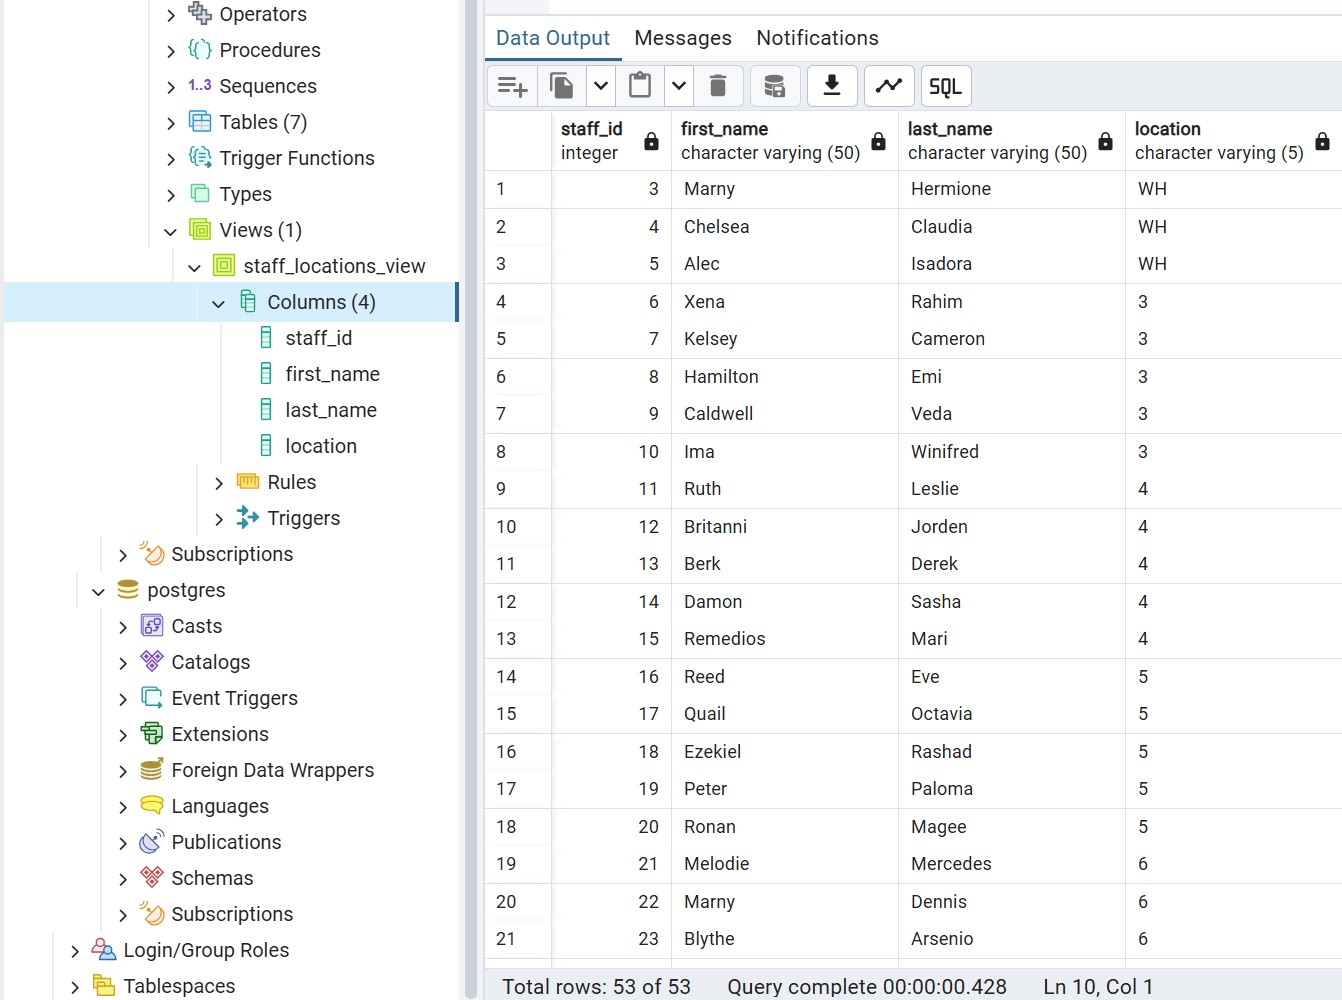 Operators
Procedures
1..3 Sequences
Tables (7)
Trigger Functions
Types
Views (1)
staff_locations_view
Columns (4)
staff_id
first_name
last_name
location
Rules
Triggers
Subscriptions
postgres
Casts
Catalogs
Event Triggers
Extensions
Foreign Data Wrappers
Languages
Publications
Schemas
Subscriptions
Login/Group Roles
Tablespaces
Data Output Messages Notifications
SQL
staff_id first_name last_name location
integer character varying (50) character varying (50) character varying (5)
1 3 Marny Hermione WH
2 4 Chelsea Claudia WH
3 5 Alec Isadora WH
4 6 Xena Rahim 3
5 7 Kelsey Cameron 3
6 8 Hamilton Emi 3
7 9 Caldwell Veda 3
8 10 Ima Winifred 3
9 11 Ruth Leslie 4
10 12 Britanni Jorden 4
11 13 Berk Derek 4
12 14 Damon Sasha 4
13 15 Remedios Mari 4
14 16 Reed Eve 5
15 17 Quail Octavia 5
16 18 Ezekiel Rashad 5
17 19 Peter Paloma 5
18 20 Ronan Magee 5
19 21 Melodie Mercedes 6
20 22 Marny Dennis 6
21 23 Blythe Arsenio 6
Total rows: 53 of 53 Query complete 00:00:00.428 Ln 10, Col 1